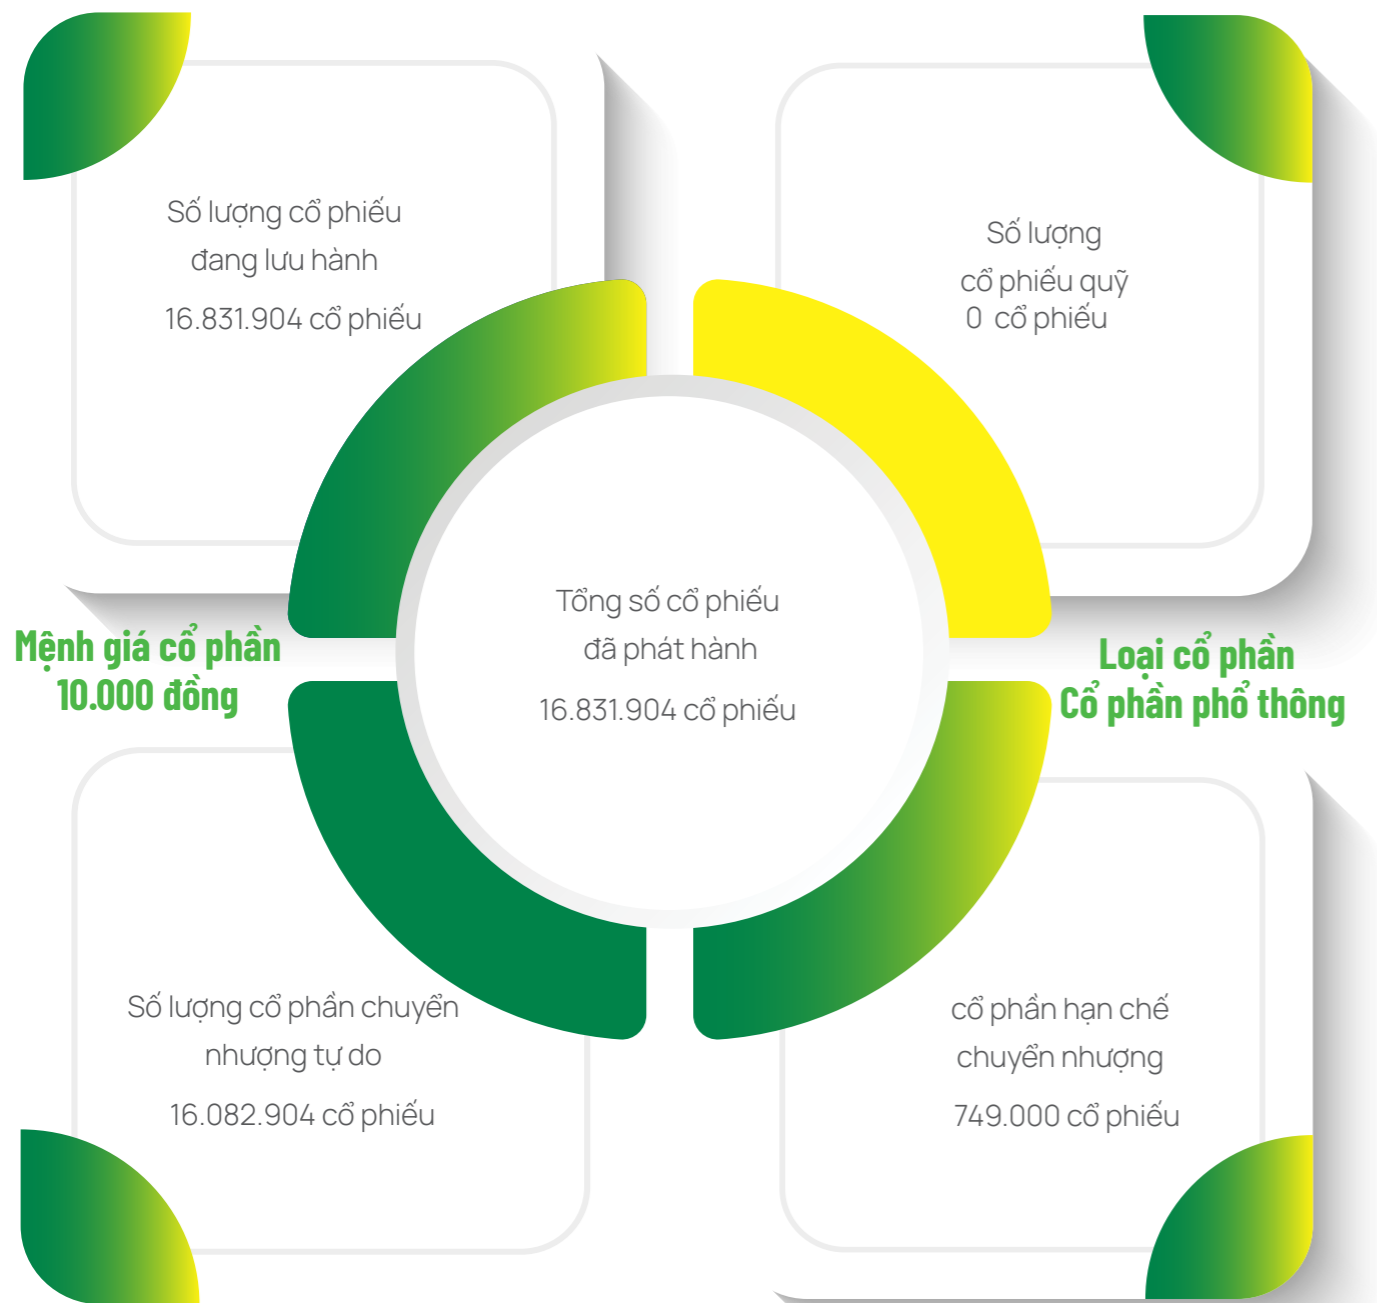 Số lượng cổ phiếu
đang lưu hành
16.831.904 cổ phiếu
Số lượng
cổ phiếu quỹ
0 cổ phiếu
Tổng số cổ phiếu
đã phát hành
16.831.904 cổ phiếu
Mệnh giá cổ phần
10.000 đồng
Loại cổ phần
Cổ phần phổ thông
Số lượng cổ phần chuyển
nhượng tự do
16.082.904 cổ phiếu
cổ phần hạn chế
chuyển nhượng
749.000 cổ phiếu